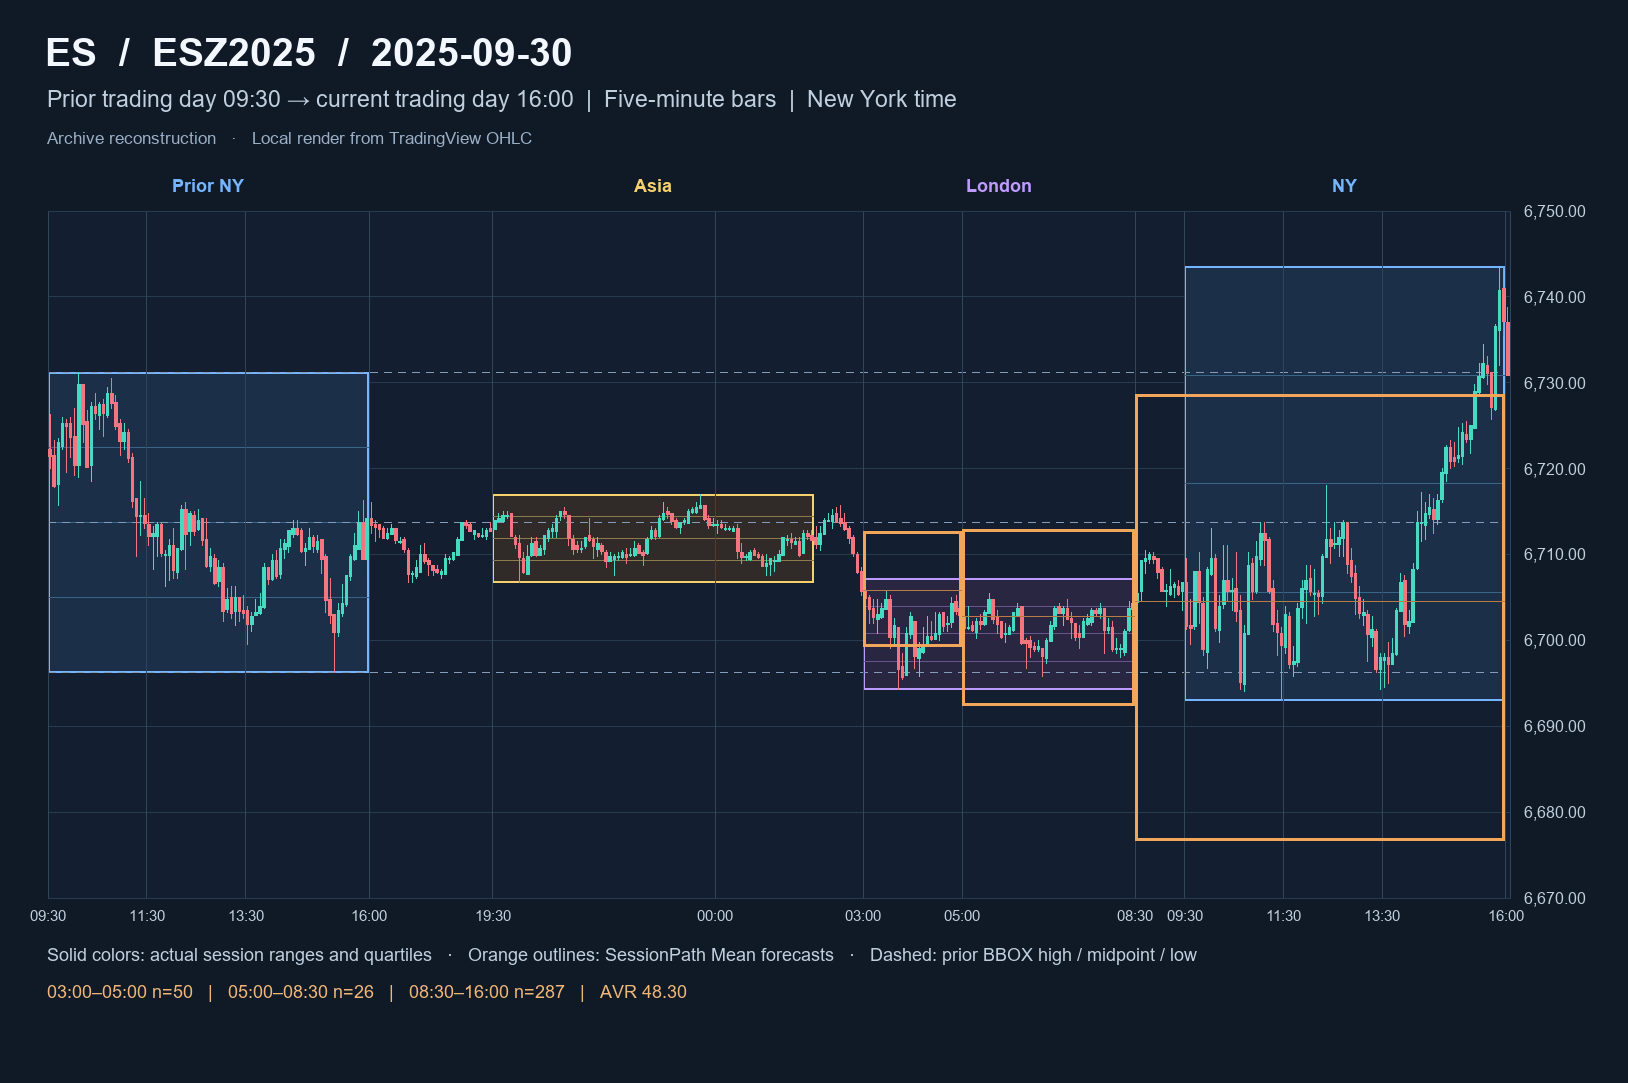 ES / ESZ2025 / 2025-09-30
Prior trading day 09:30 → current trading day 16:00 | Five-minute bars | New York time
Archive reconstruction · Local render from TradingView OHLC
Prior NY Asia London NY
6,750.00
6,740.00
6,730.00
6,720.00
6,710.00
6,700.00
6,690.00
6,680.00
6,670.00
09:30 11:30 13:30 16:00 19:30 00:00 03:00 05:00 08:30 09:30 11:30 13:30 16:00
Solid colors: actual session ranges and quartiles · Orange outlines: SessionPath Mean forecasts · Dashed: prior BBOX high / midpoint / low
03:00–05:00 n=50 | 05:00–08:30 n=26 | 08:30–16:00 n=287 | AVR 48.30